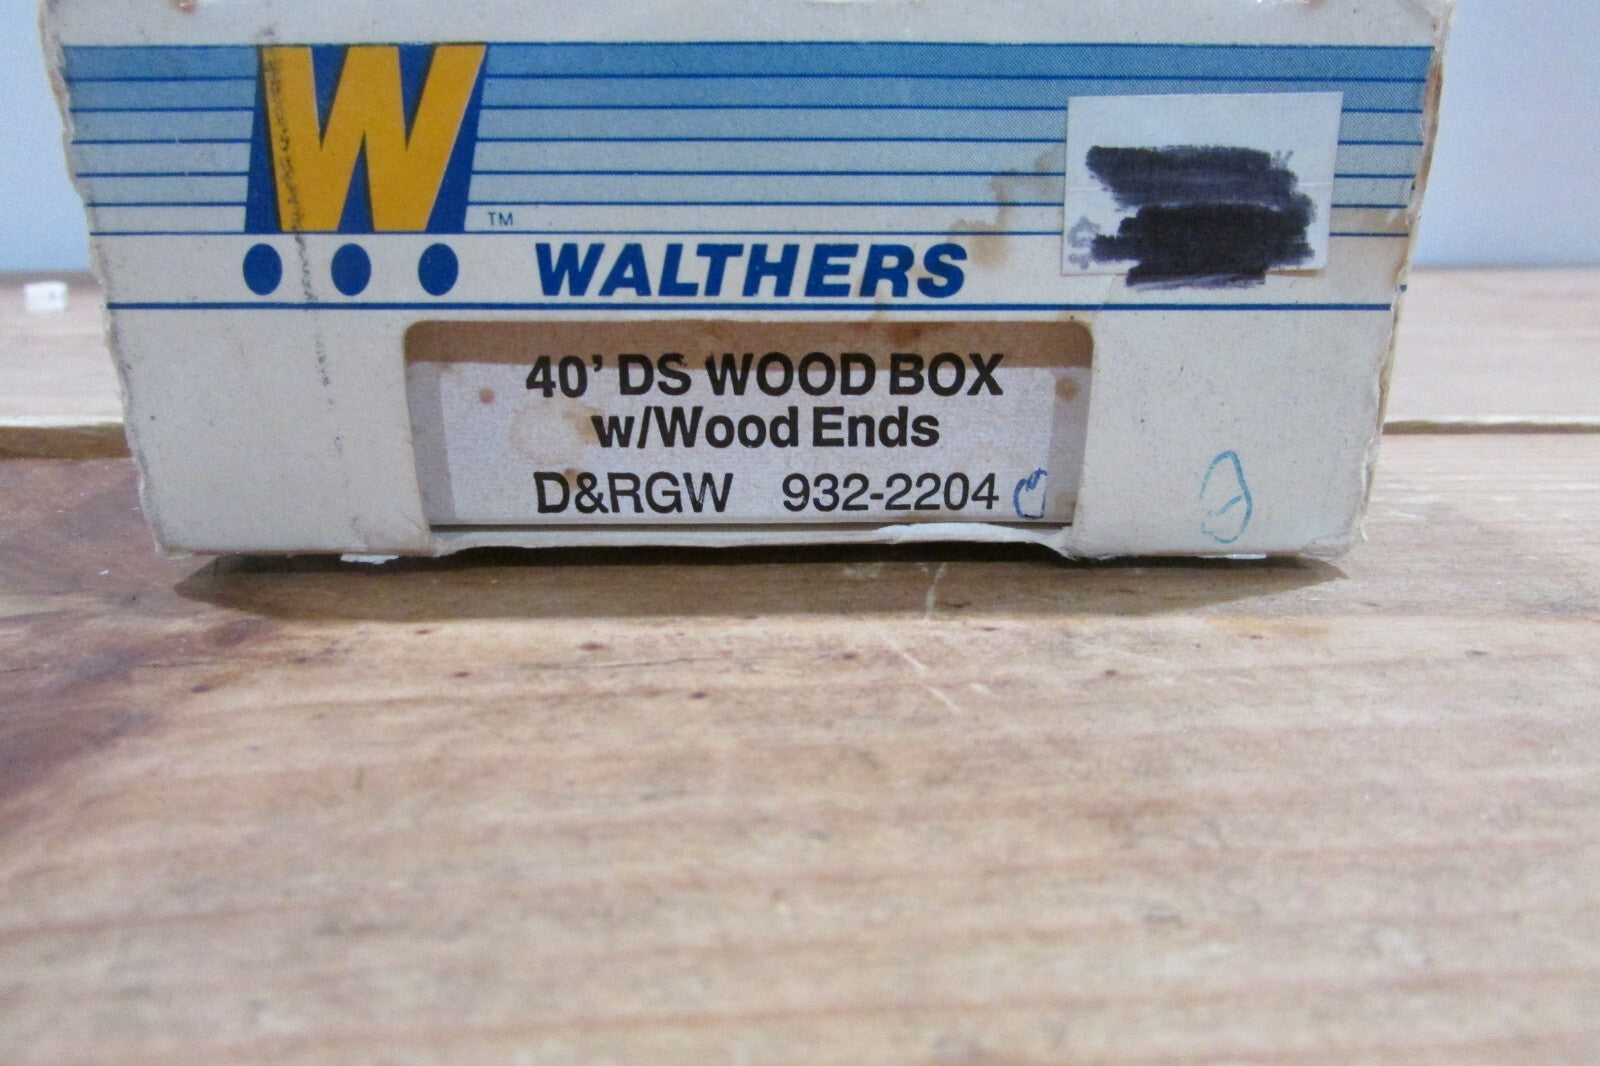 W
TM
WALTHERS
40' DS WOOD BOX
w/Wood Ends
D&RGW 932-2204